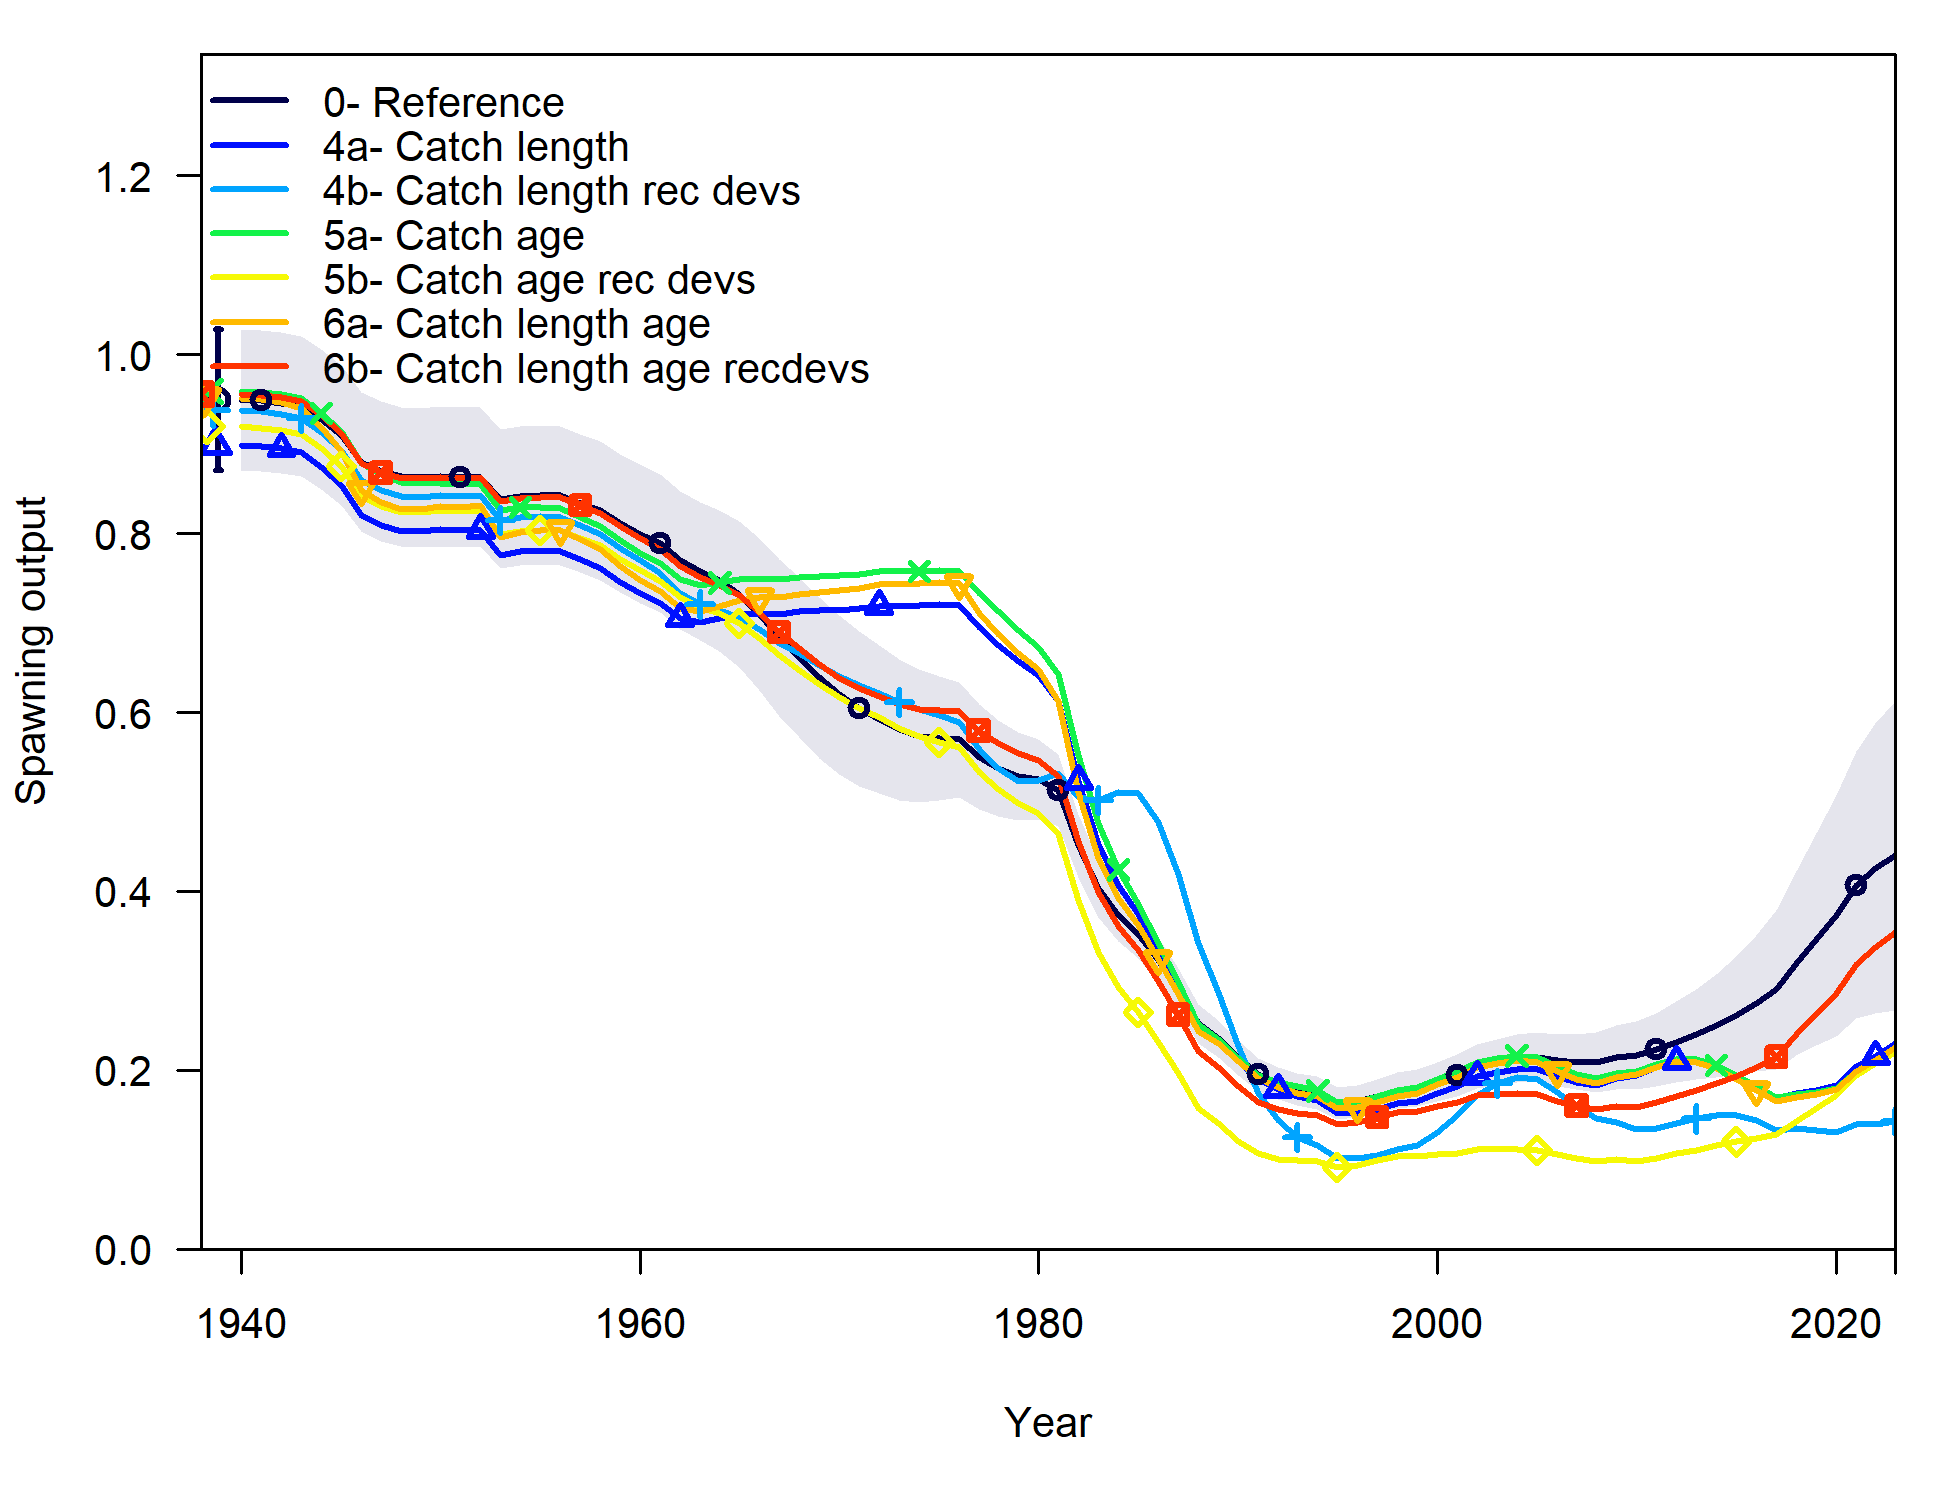 0- Reference
4a- Catch length
4b- Catch length rec devs
5a- Catch age
5b- Catch age rec devs
6a- Catch length age
6b- Catch length age recdevs
1.2
1.0
0.8
0.6
0.4
0.2
0.0
Spawning output
1940 1960 1980 2000 2020
Year